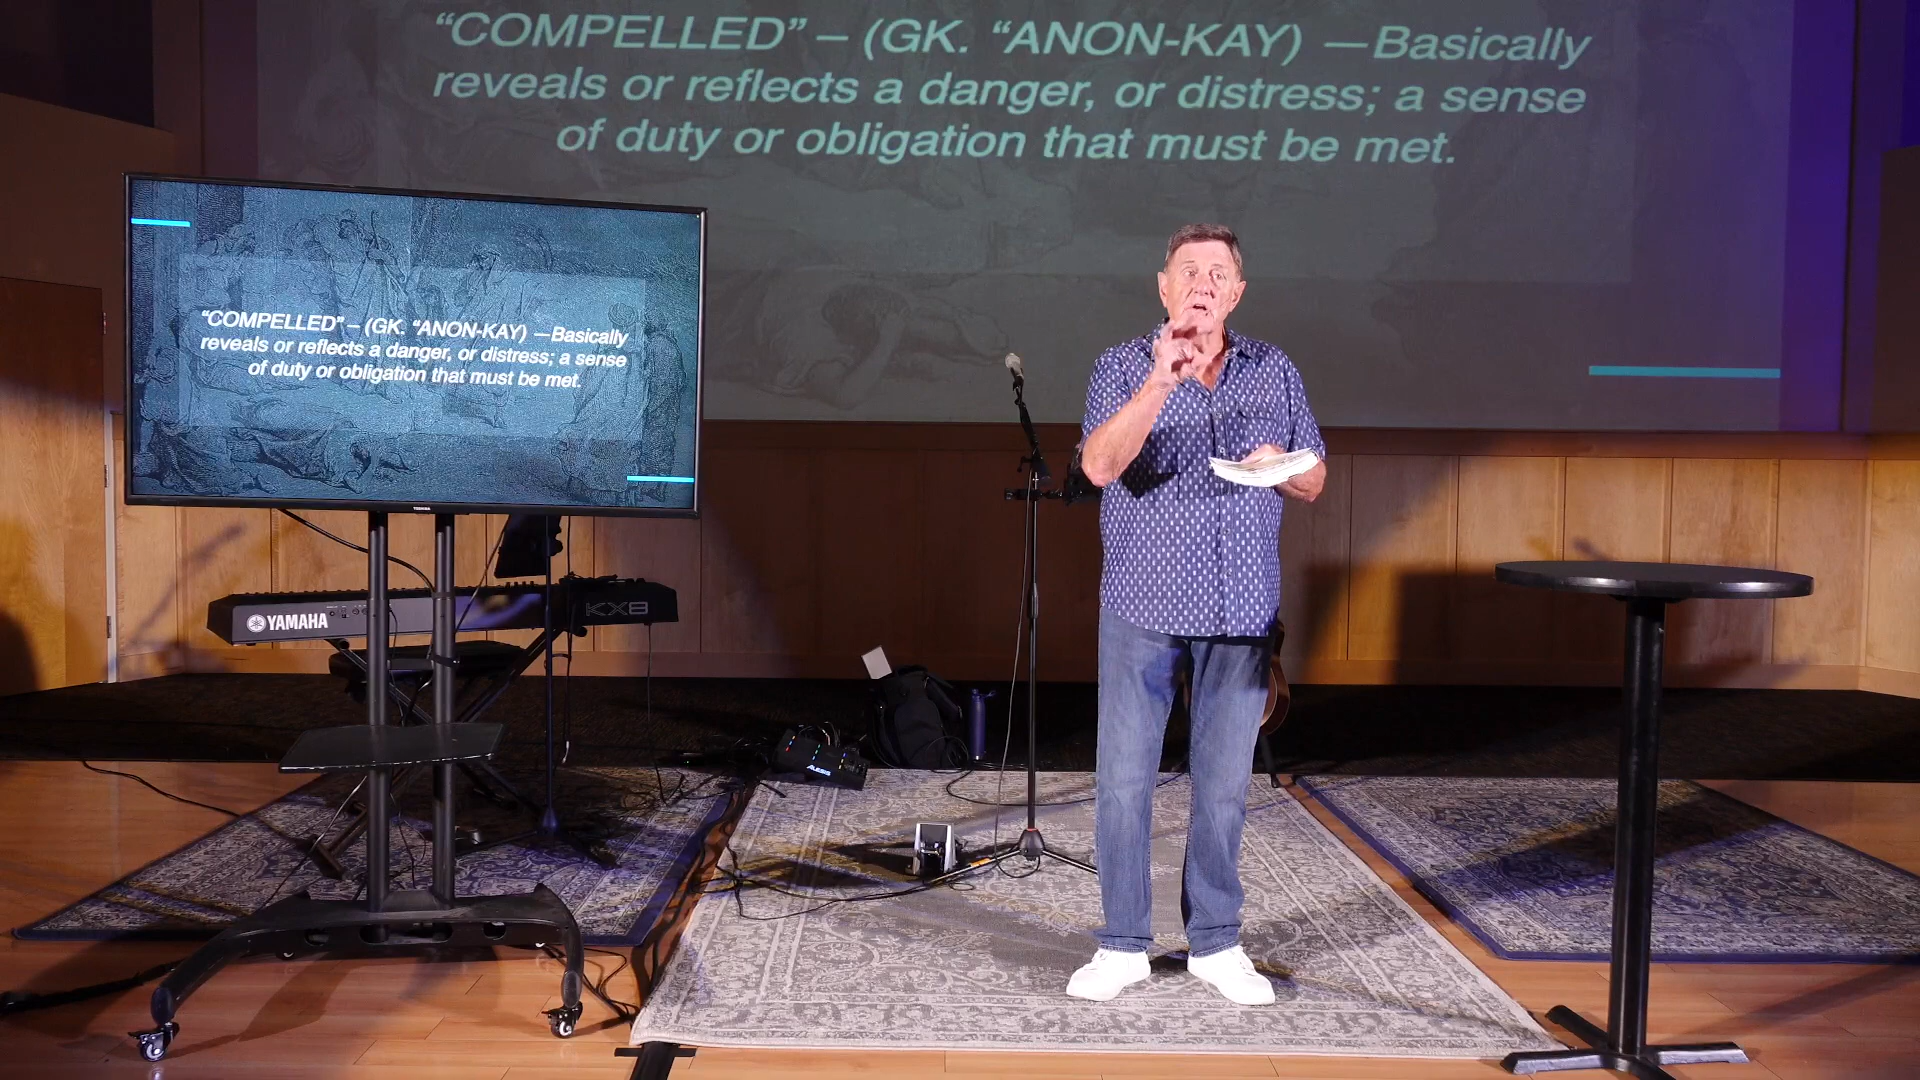 “COMPELLED” – (GK. “ANON-KAY) —Basically
reveals or reflects a danger, or distress; a sense
of duty or obligation that must be met.
“COMPELLED” – (GK. “ANON-KAY) —Basically
reveals or reflects a danger, or distress; a sense
of duty or obligation that must be met.
TOSHIBA
YAMAHA
KX8
ALESIS